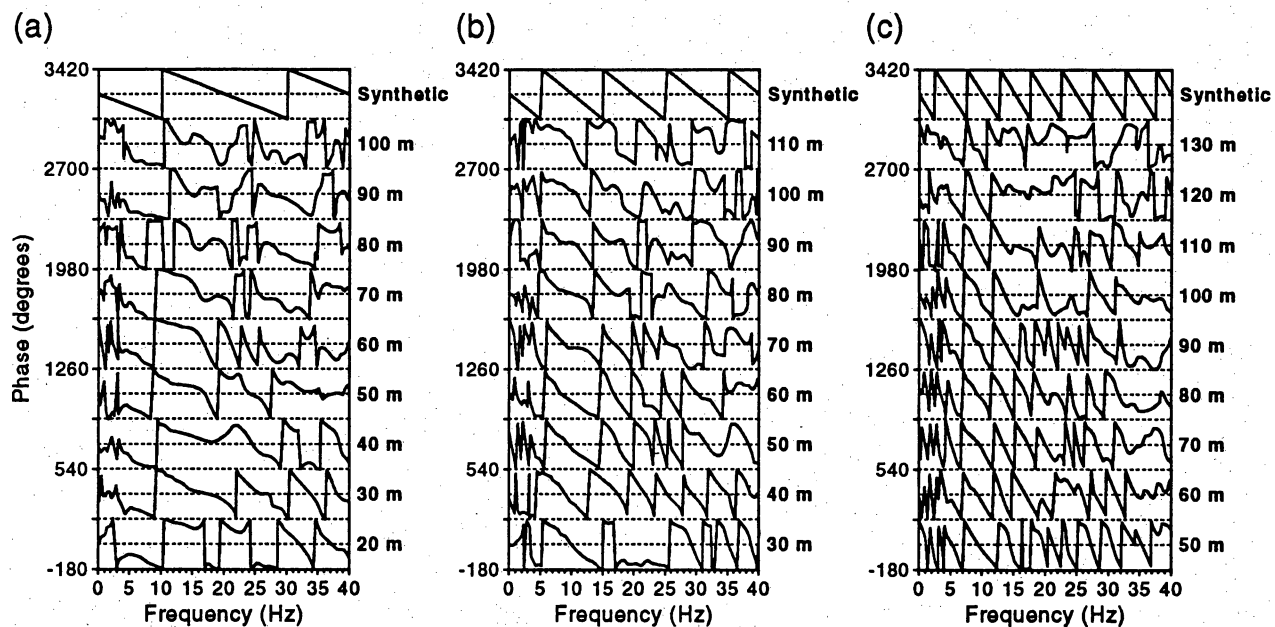 (a)
(b)
(c)
Phase (degrees)
3420
2700
1980
1260
540
-180
Synthetic
100 m
90 m
80 m
70 m
60 m
50 m
40 m
30 m
20 m
0 5 10 15 20 25 30 35 40
Frequency (Hz)
3420
2700
1980
1260
540
-180
Synthetic
110 m
100 m
90 m
80 m
70 m
60 m
50 m
40 m
30 m
0 5 10 15 20 25 30 35 40
Frequency (Hz)
3420
2700
1980
1260
540
-180
Synthetic
130 m
120 m
110 m
100 m
90 m
80 m
70 m
60 m
50 m
0 5 10 15 20 25 30 35 40
Frequency (Hz)